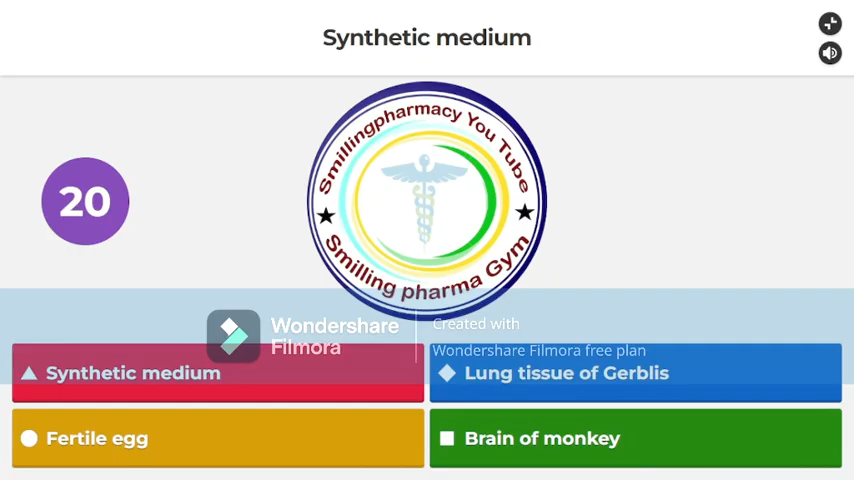 Synthetic medium
Smillingpharmacy You Tube
20
Smilling pharma Gym
Wondershare
Filmora
Created with
Wondershare Filmora free plan
Synthetic medium
Lung tissue of Gerblis
Fertile egg
Brain of monkey